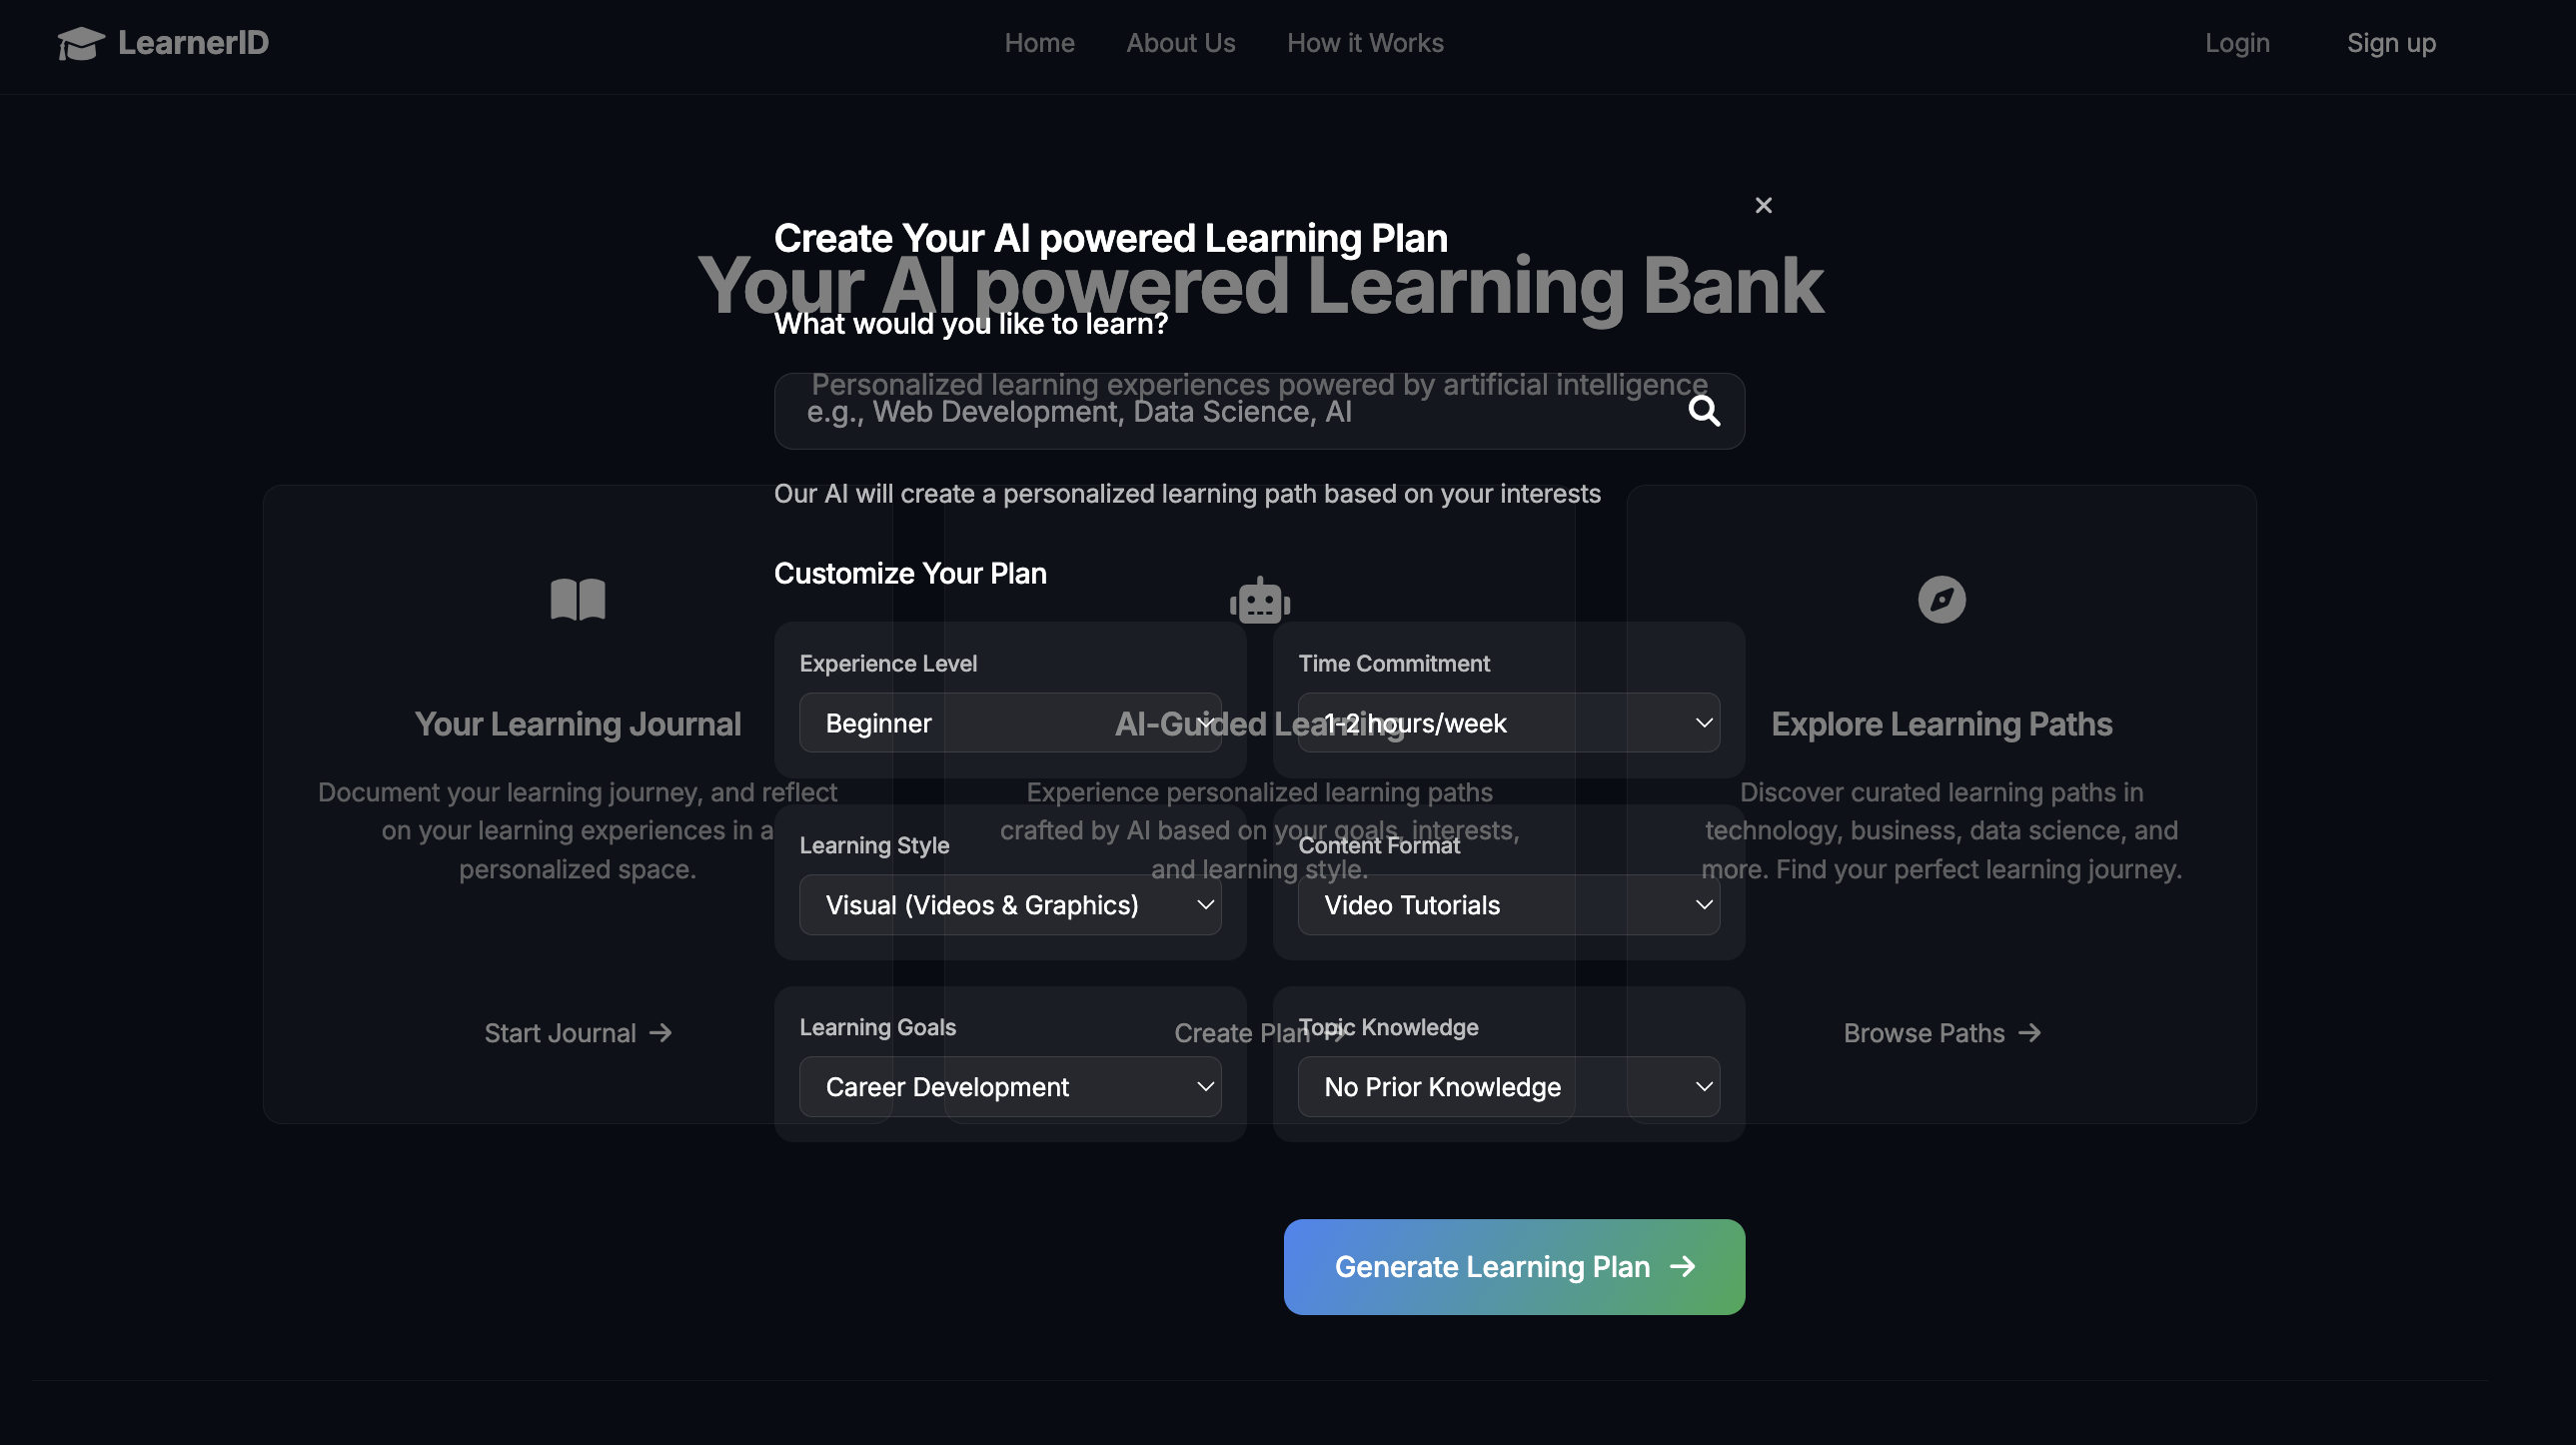 LearnerID
Home
About Us
How it Works
Login
Sign up
Create Your AI powered Learning Plan
Your AI powered Learning Bank
What would you like to learn?
Personalized learning experiences powered by artificial intelligence
e.g., Web Development, Data Science, AI
Our AI will create a personalized learning path based on your interests
Customize Your Plan
Experience Level
Beginner
Time Commitment
1-2 hours/week
Learning Style
Visual (Videos & Graphics)
Content Format
Video Tutorials
Learning Goals
Career Development
Topic Knowledge
No Prior Knowledge
Generate Learning Plan
Your Learning Journal
Document your learning journey, and reflect
on your learning experiences in a
personalized space.
Start Journal
AI-Guided Learning
Experience personalized learning paths
crafted by AI based on your goals, interests,
and learning style.
Create Plan
Explore Learning Paths
Discover curated learning paths in
technology, business, data science, and
more. Find your perfect learning journey.
Browse Paths